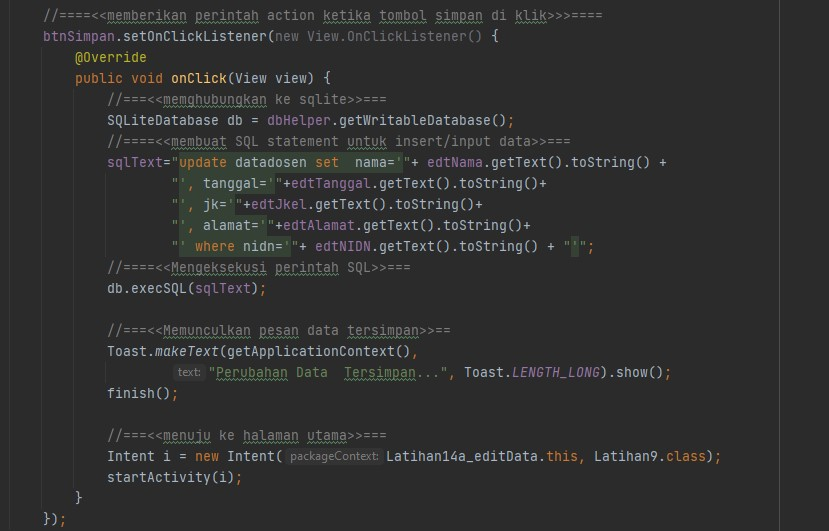 //====<<memberikan perintah action ketika tombol simpan di klik>>>====
btnSimpan.setOnClickListener(new View.OnClickListener() {
@Override
public void onClick(View view) {
//===<<memghubungkan ke sqlite>>===
SQLiteDatabase db = dbHelper.getWritableDatabase();
//====<<membuat SQL statement untuk insert/input data>>===
sqlText="update datadosen set  nama='"+ edtNama.getText().toString() +
"', tanggal='"+edtTanggal.getText().toString()+
"', jk='"+edtJkel.getText().toString()+
"', alamat='"+edtAlamat.getText().toString()+
"' where nidn='"+ edtNIDN.getText().toString() + "'";
//====<<Mengeksekusi perintah SQL>>===
db.execSQL(sqlText);
//===<<Memunculkan pesan data tersimpan>>==
Toast.makeText(getApplicationContext(),
text: "Perubahan Data  Tersimpan...", Toast.LENGTH_LONG).show();
finish();
//===<<menuju ke halaman utama>>===
Intent i = new Intent( packageContext: Latihan14a_editData.this, Latihan9.class);
startActivity(i);
}
});